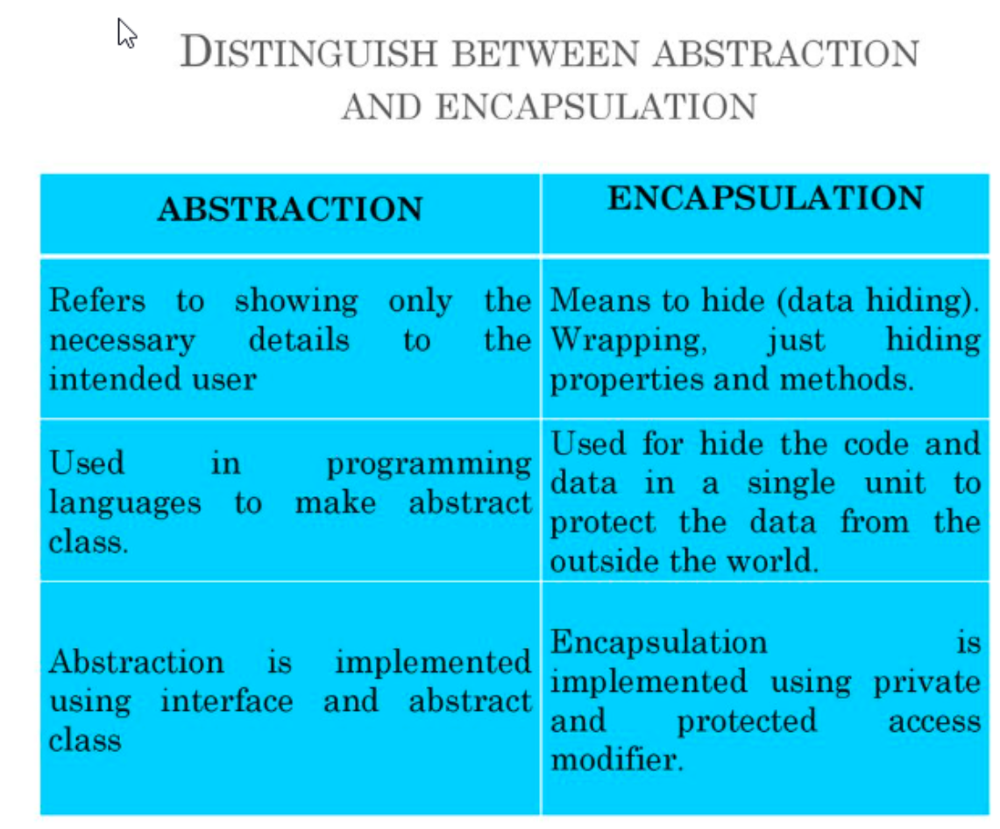 DISTINGUISH BETWEEN ABSTRACTION
AND ENCAPSULATION
ABSTRACTION
ENCAPSULATION
Refers to showing only the
necessary details to the
intended user
Means to hide (data hiding).
Wrapping, just hiding
properties and methods.
Used in programming
languages to make abstract
class.
Used for hide the code and
data in a single unit to
protect the data from the
outside the world.
Abstraction is implemented
using interface and abstract
class
Encapsulation is
implemented using private
and protected access
modifier.